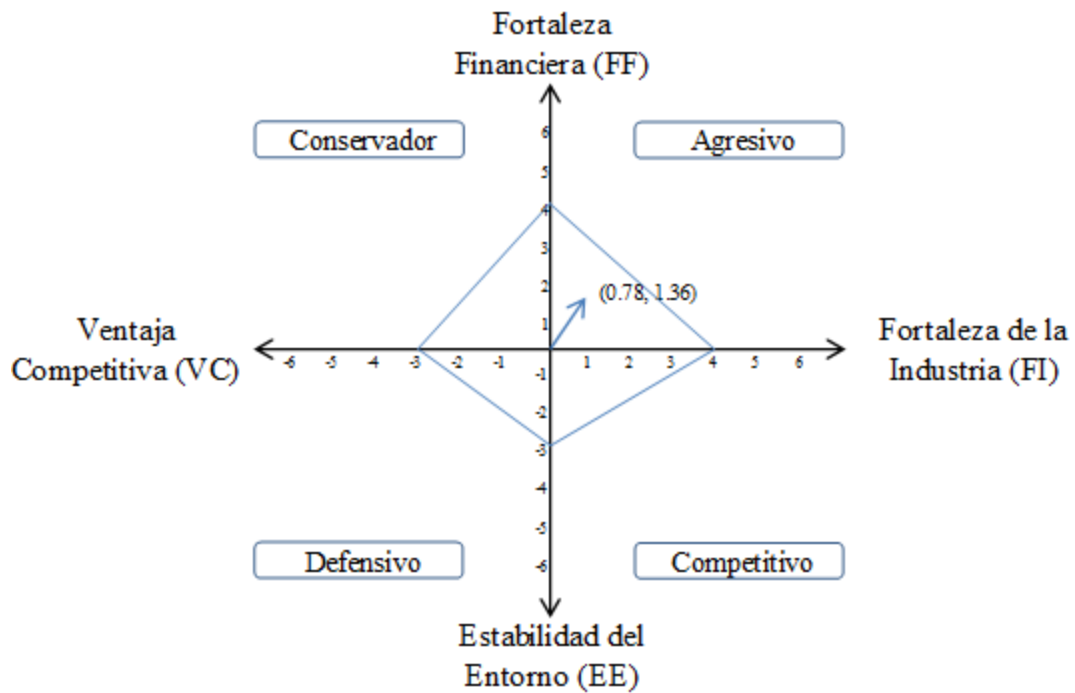 Fortaleza
Financiera (FF)
Conservador
Agresivo
6
5
4
3
2
1
(0.78, 1.36)
Ventaja
Competitiva (VC)
Fortaleza de la
Industria (FI)
-6 -5 -4 -3 -2 -1 1 2 3 4 5 6
-1
-2
-3
-4
-5
-6
Defensivo
Competitivo
Estabilidad del
Entorno (EE)